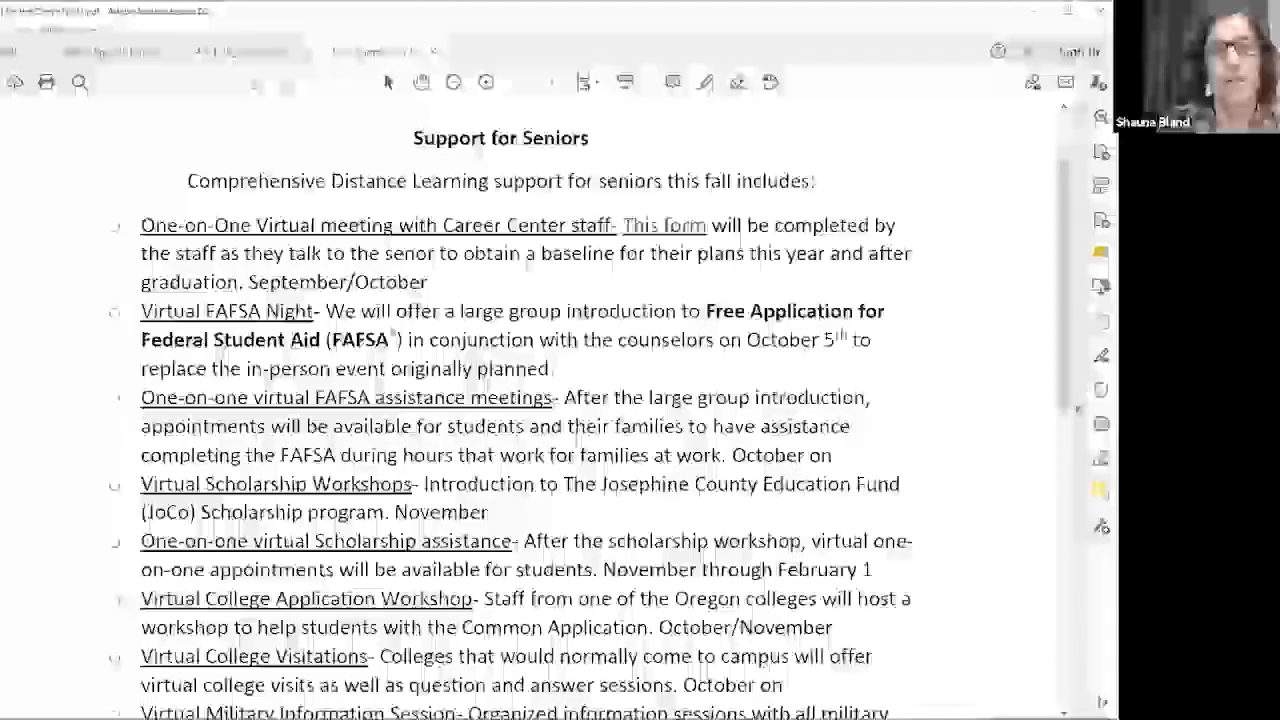 Shauna Bland
Support for Seniors
Comprehensive Distance Learning support for seniors this fall includes:
One-on-One Virtual meeting with Career Center staff- This form will be completed by
the staff as they talk to the senor to obtain a baseline for their plans this year and after
graduation. September/October
Virtual FAFSA Night- We will offer a large group introduction to Free Application for
Federal Student Aid (FAFSA®) in conjunction with the counselors on October 5th to
replace the in-person event originally planned.
One-on-one virtual FAFSA assistance meetings- After the large group introduction,
appointments will be available for students and their families to have assistance
completing the FAFSA during hours that work for families at work. October on
Virtual Scholarship Workshops- Introduction to The Josephine County Education Fund
(JoCo) Scholarship program. November
One-on-one virtual Scholarship assistance- After the scholarship workshop, virtual one-
on-one appointments will be available for students. November through February 1
Virtual College Application Workshop- Staff from one of the Oregon colleges will host a
workshop to help students with the Common Application. October/November
Virtual College Visitations- Colleges that would normally come to campus will offer
virtual college visits as well as question and answer sessions. October on
Virtual Military Information Session- Organized information sessions with all military